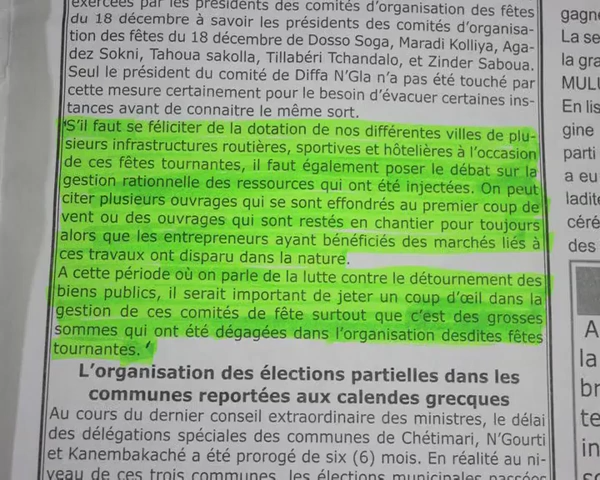 exercées par les présidents des comités d'organisation des fêtes
du 18 décembre à savoir les présidents des comités d'organisa-
tion des fêtes du 18 décembre de Dosso Soga, Maradi Kolliya, Aga-
dez Sokni, Tahoua sakolla, Tillabéri Tchandalo, et Zinder Saboua.
Seul le président du comité de Diffa N'Gla n'a pas été touché par
cette mesure certainement pour le besoin d'évacuer certaines ins-
tances avant de connaitre le même sort.
'S'il faut se féliciter de la dotation de nos différentes villes de plu-
sieurs infrastructures routières, sportives et hôtelières à l'occasion
de ces fêtes tournantes, il faut également poser le débat sur la
gestion rationnelle des ressources qui ont été injectées. On peut
citer plusieurs ouvrages qui se sont effondrés au premier coup de
vent ou des ouvrages qui sont restés en chantier pour toujours
alors que les entrepreneurs ayant bénéficiés des marchés liés à
ces travaux ont disparu dans la nature.
A cette période où on parle de la lutte contre le détournement des
biens publics, il serait important de jeter un coup d'œil dans la
gestion de ces comités de fête surtout que c'est des grosses
sommes qui ont été dégagées dans l'organisation desdites fêtes
tournantes. '
L'organisation des élections partielles dans les
communes reportées aux calendes grecques
Au cours du dernier conseil extraordinaire des ministres, le délai
des délégations spéciales des communes de Chétimari, N'Gourti
et Kanembakaché a été prorogé de six (6) mois. En réalité au ni-
veau de ces trois communes, les élections municipales passées
gagne
La se
la gra
MULU
En lis
gine
parti
a eu
ladite
céré
des
A
la
br
te
in